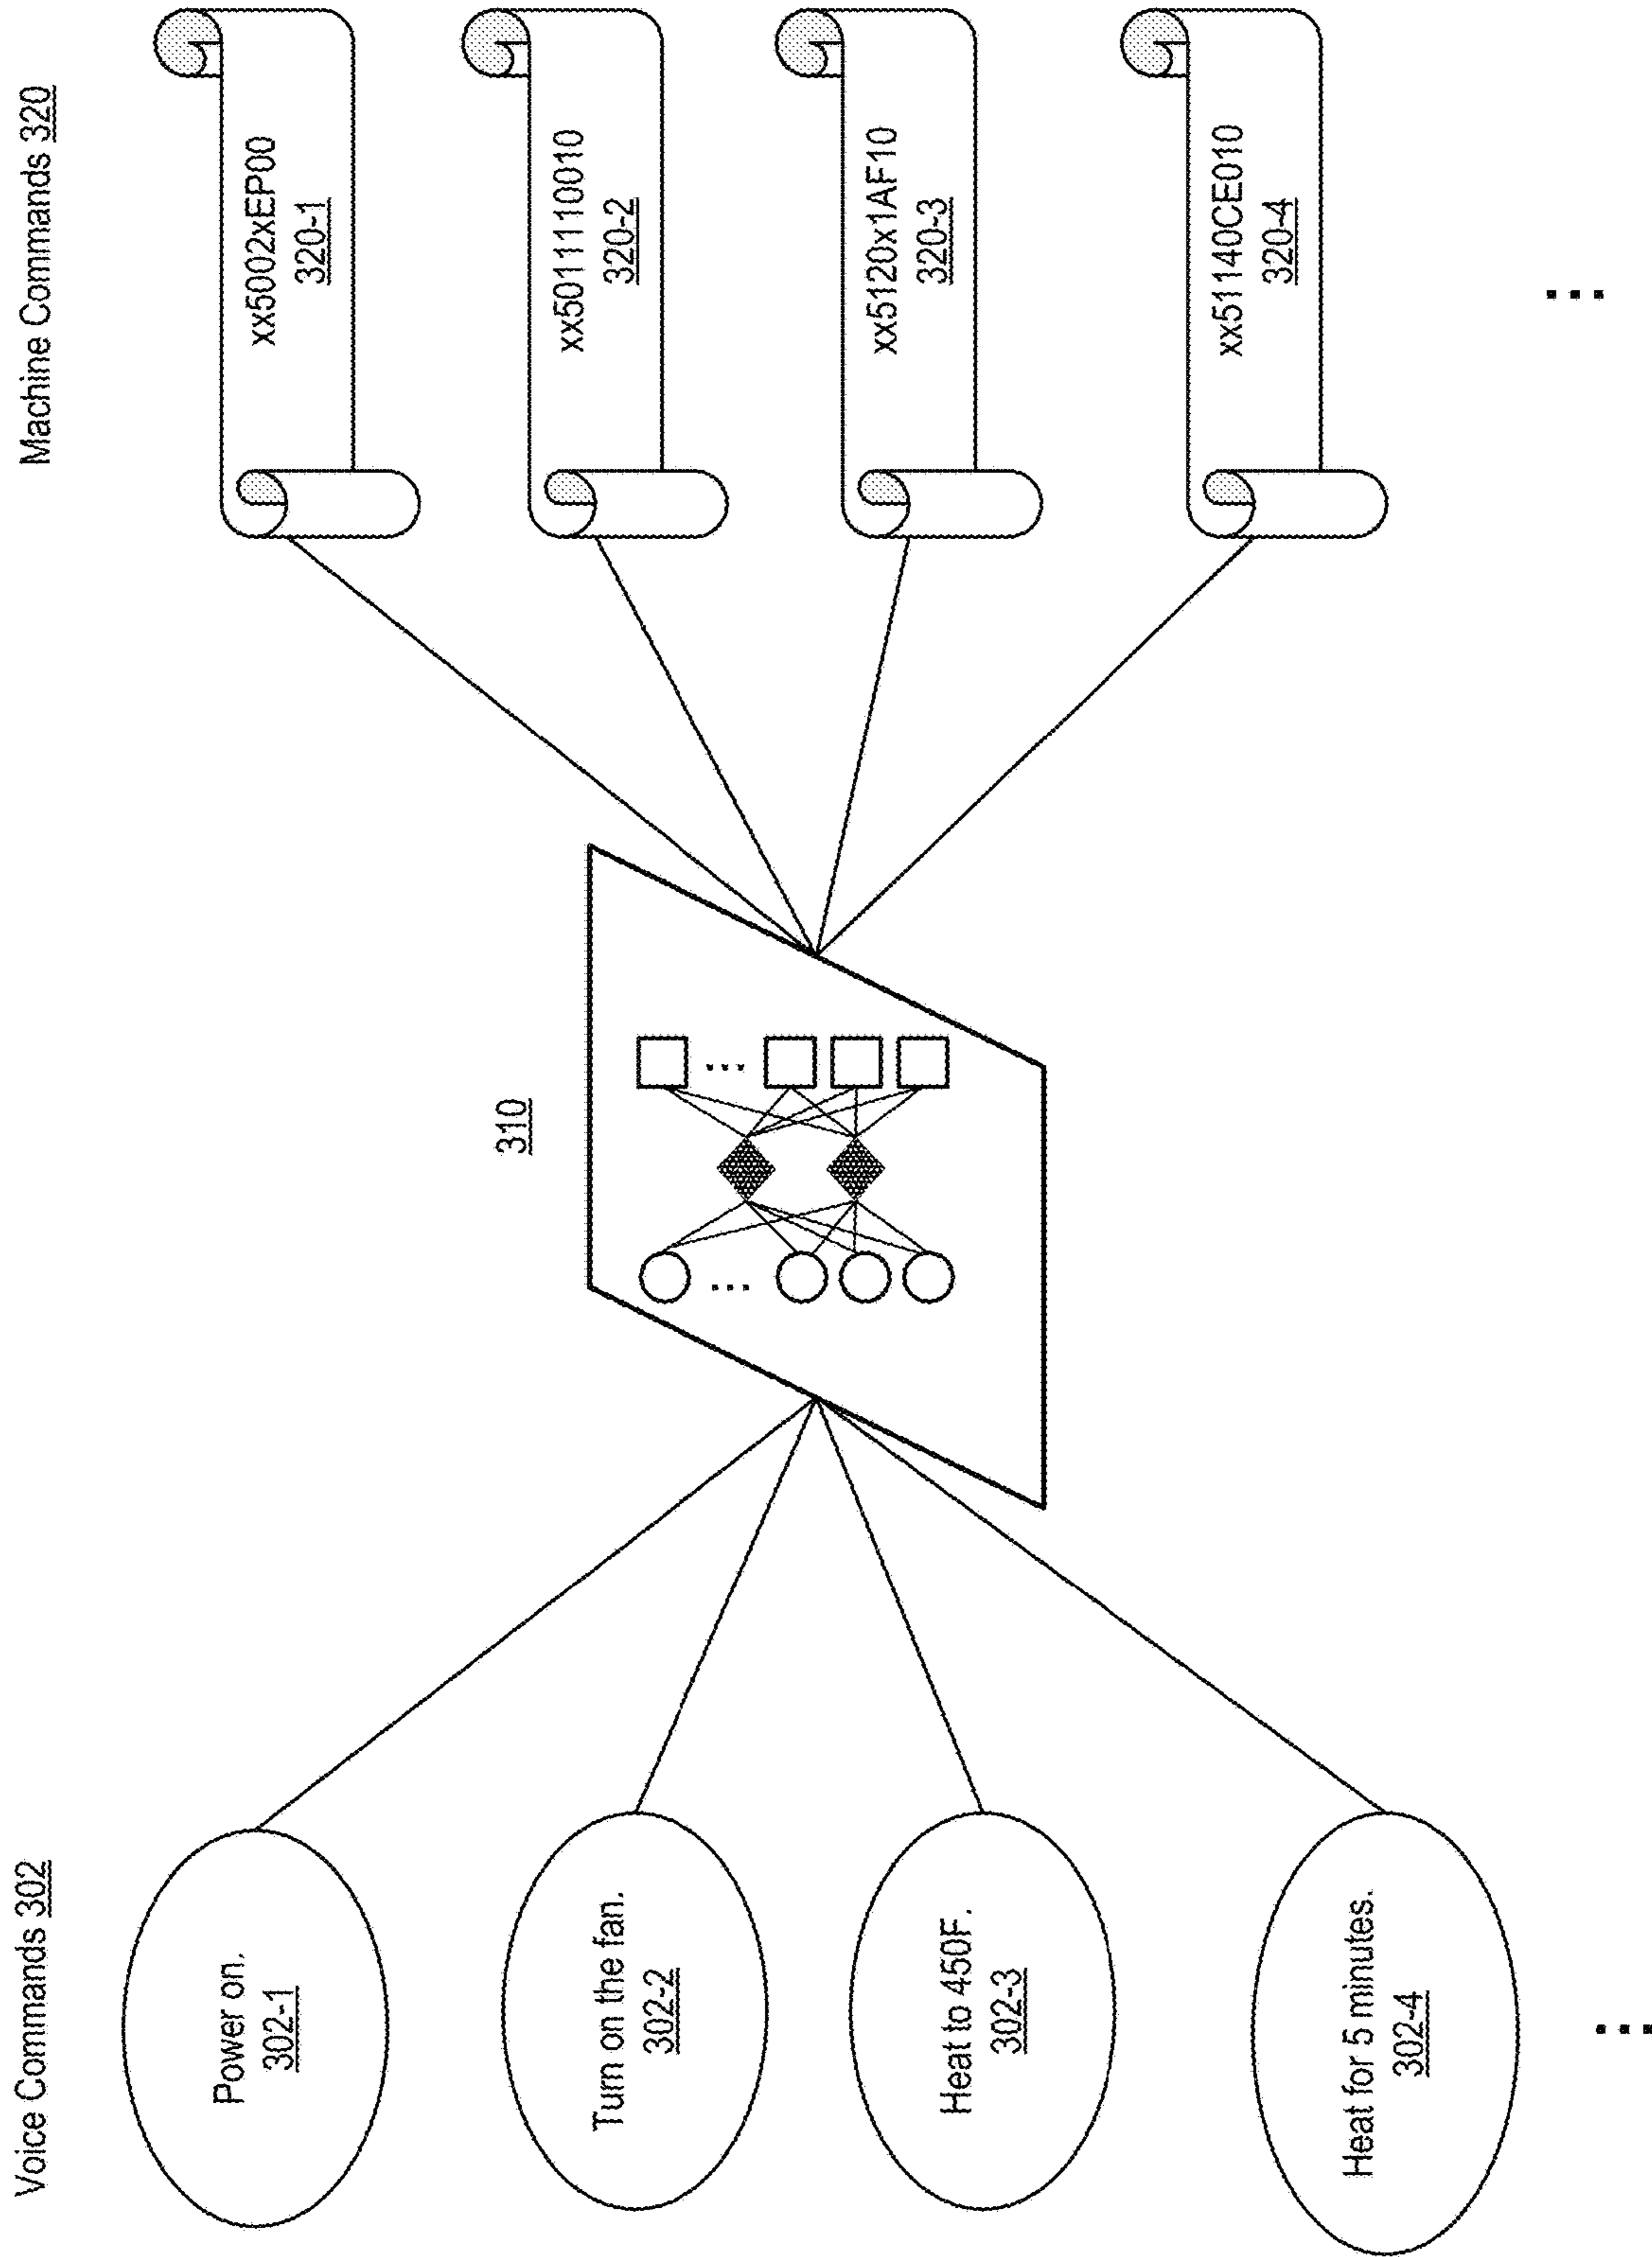 Voice Commands 302
Power on.
302-1
Turn on the fan.
302-2
Heat to 450F.
302-3
Heat for 5 minutes.
302-4
...
310
...
...
Machine Commands 320
xx5002xEP00
320-1
xx5011110010
320-2
xx5120x1AF10
320-3
xx51140CE010
320-4
...